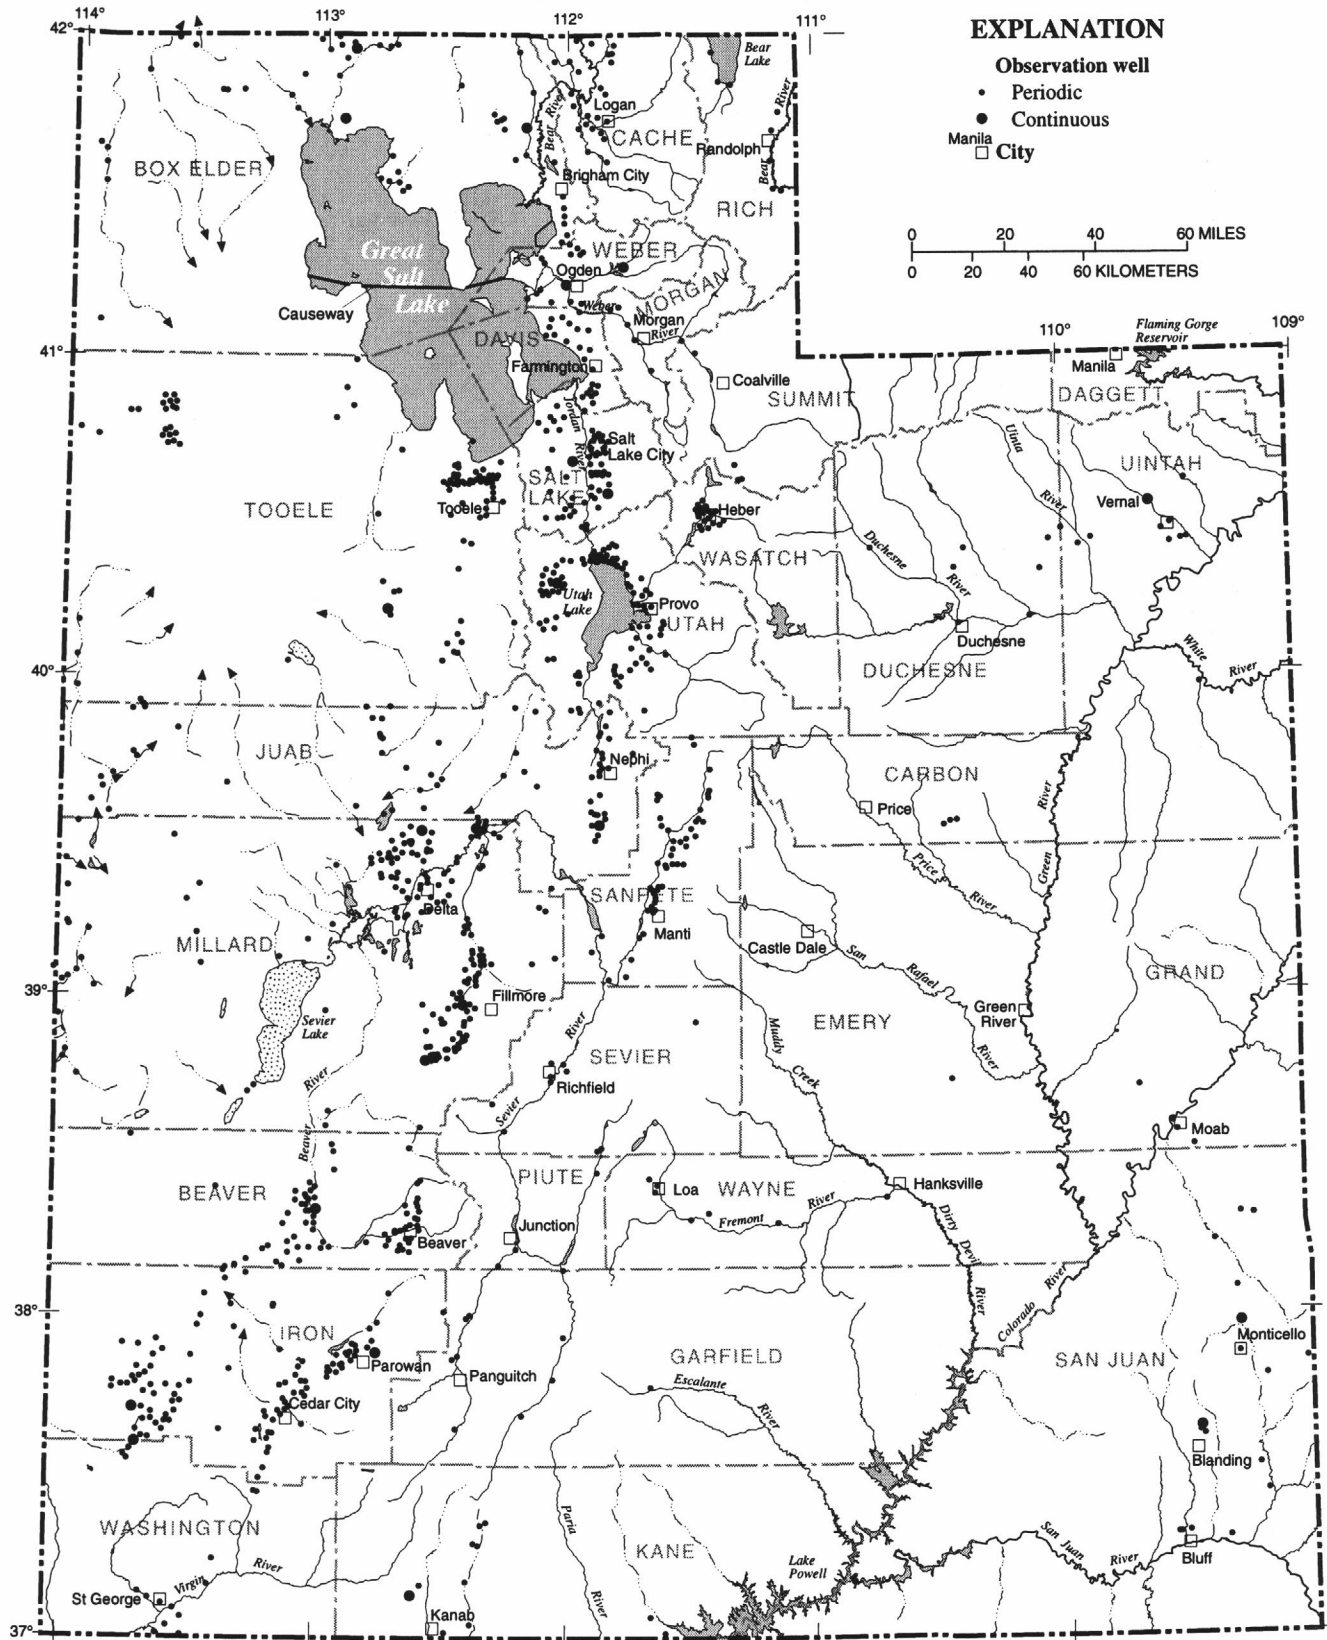 114°
113°
112°
111°
42°
EXPLANATION
Observation well
Periodic
Continuous
Manila
City
0 20 40 60 MILES
0 20 40 60 KILOMETERS
Bear
Lake
River
Bear
Logan
CACHE
Bear River
Randolph
BOX ELDER
Brigham City
RICH
Great
Salt
Lake
WEBER
Ogden
MORGAN
Causeway
Weber
River
Morgan
DAVIS
110°
109°
Flaming Gorge
Reservoir
41°
Manila
Farmington
Coalville
SUMMIT
DAGGETT
Jordan River
Salt
Lake City
Uinta
River
UINTAH
SALT
LAKE
Vernal
TOOELE
Tooele
Heber
WASATCH
Duchesne
River
Utah
Lake
Provo
UTAH
Duchesne
White
River
40°
DUCHESNE
JUAB
Nephi
CARBON
Price
Green
River
Price
River
SANPETE
Delta
Manti
Castle Dale
San
Rafael
River
MILLARD
GRAND
39°
Fillmore
Green
River
Sevier
Lake
EMERY
River
SEVIER
Muddy
Creek
Richfield
Sevier
River
Beaver
Moab
PIUTE
BEAVER
Loa
WAYNE
Hanksville
Fremont
River
Junction
Beaver
Dirty
Devil
River
38°
River
Colorado
IRON
Monticello
Parowan
GARFIELD
SAN JUAN
Panguitch
Escalante
River
Cedar City
Blanding
WASHINGTON
Paria
River
KANE
San
Juan
River
Lake
Powell
Bluff
Virgin
River
St George
Kanab
37°